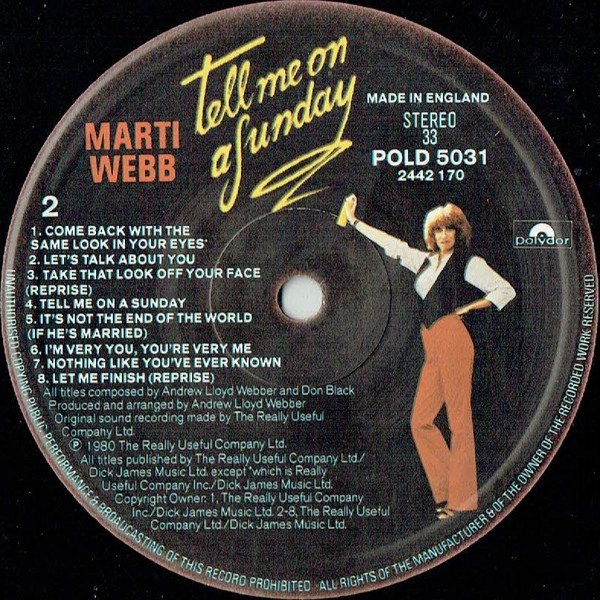 Tell me on
a Sunday
MARTI
WEBB
MADE IN ENGLAND
STEREO
33
POLD 5031
2442 170
polydor
2
1. COME BACK WITH THE
SAME LOOK IN YOUR EYES*
2. LET'S TALK ABOUT YOU
3. TAKE THAT LOOK OFF YOUR FACE
(REPRISE)
4. TELL ME ON A SUNDAY
5. IT'S NOT THE END OF THE WORLD
(IF HE'S MARRIED)
6. I'M VERY YOU, YOU'RE VERY ME
7. NOTHING LIKE YOU'VE EVER KNOWN
8. LET ME FINISH (REPRISE)
All titles composed by Andrew Lloyd Webber and Don Black
Produced and arranged by Andrew Lloyd Webber
Original sound recording made by The Really Useful
Company Ltd.
℗ 1980 The Really Useful Company Ltd.
All titles published by The Really Useful Company Ltd./
Dick James Music Ltd. except *which is Really
Useful Company Inc./Dick James Music Ltd.
Copyright Owner: 1, The Really Useful Company
Inc./Dick James Music Ltd. 2-8, The Really Useful
Company Ltd./Dick James Music Ltd.
UNAUTHORISED COPYING PUBLIC PERFORMANCE & BROADCASTING OF THIS RECORD PROHIBITED ALL RIGHTS OF THE MANUFACTURER & OF THE OWNER OF THE RECORDED WORK RESERVED